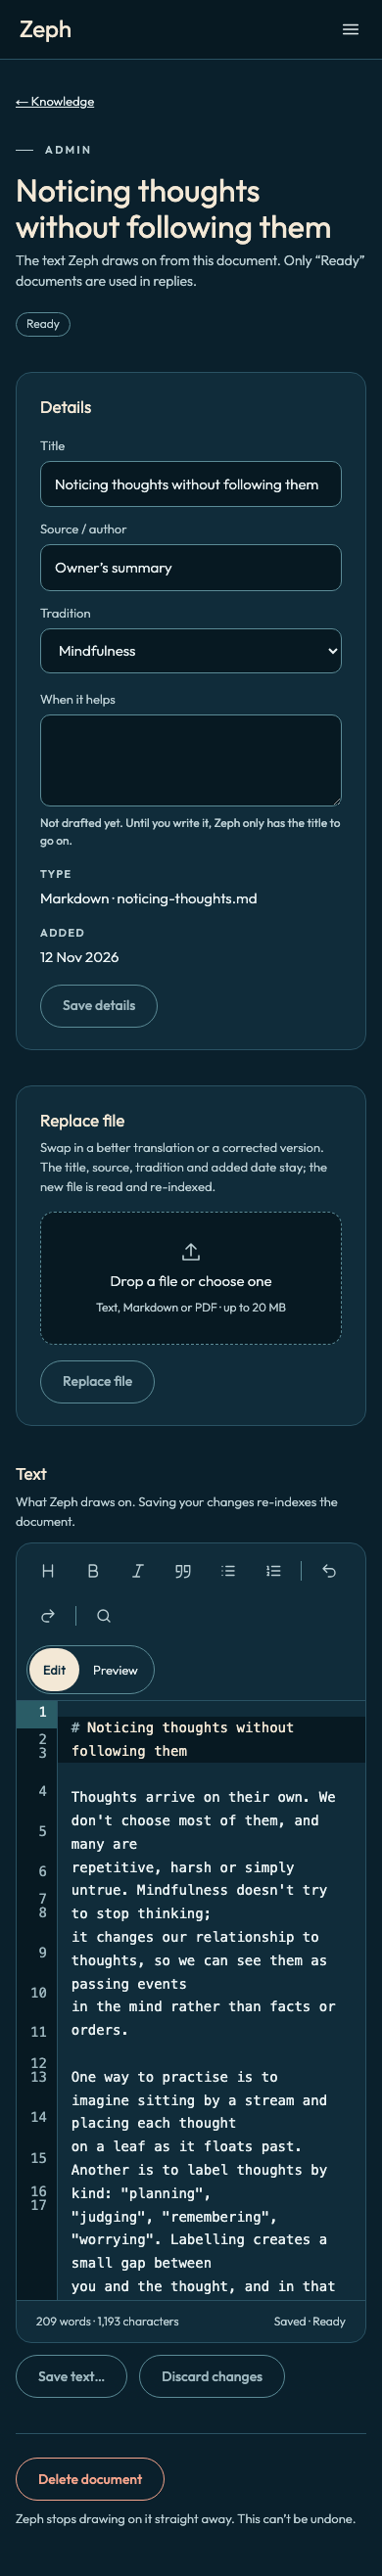 Zeph
← Knowledge
ADMIN
Noticing thoughts
without following them
The text Zeph draws on from this document. Only “Ready”
documents are used in replies.
Ready
Details
Title
Noticing thoughts without following them
Source / author
Owner’s summary
Tradition
Mindfulness
When it helps
Not drafted yet. Until you write it, Zeph only has the title to
go on.
TYPE
Markdown · noticing-thoughts.md
ADDED
12 Nov 2026
Save details
Replace file
Swap in a better translation or a corrected version.
The title, source, tradition and added date stay; the
new file is read and re-indexed.
Drop a file or choose one
Text, Markdown or PDF · up to 20 MB
Replace file
Text
What Zeph draws on. Saving your changes re-indexes the
document.
Edit Preview
1
2
3
4
5
6
7
8
9
10
11
12
13
14
15
16
17
# Noticing thoughts without
following them
Thoughts arrive on their own. We
don't choose most of them, and
many are
repetitive, harsh or simply
untrue. Mindfulness doesn't try
to stop thinking;
it changes our relationship to
thoughts, so we can see them as
passing events
in the mind rather than facts or
orders.
One way to practise is to
imagine sitting by a stream and
placing each thought
on a leaf as it floats past.
Another is to label thoughts by
kind: "planning",
"judging", "remembering",
"worrying". Labelling creates a
small gap between
you and the thought, and in that
209 words · 1,193 characters Saved · Ready
Save text… Discard changes
Delete document
Zeph stops drawing on it straight away. This can’t be undone.